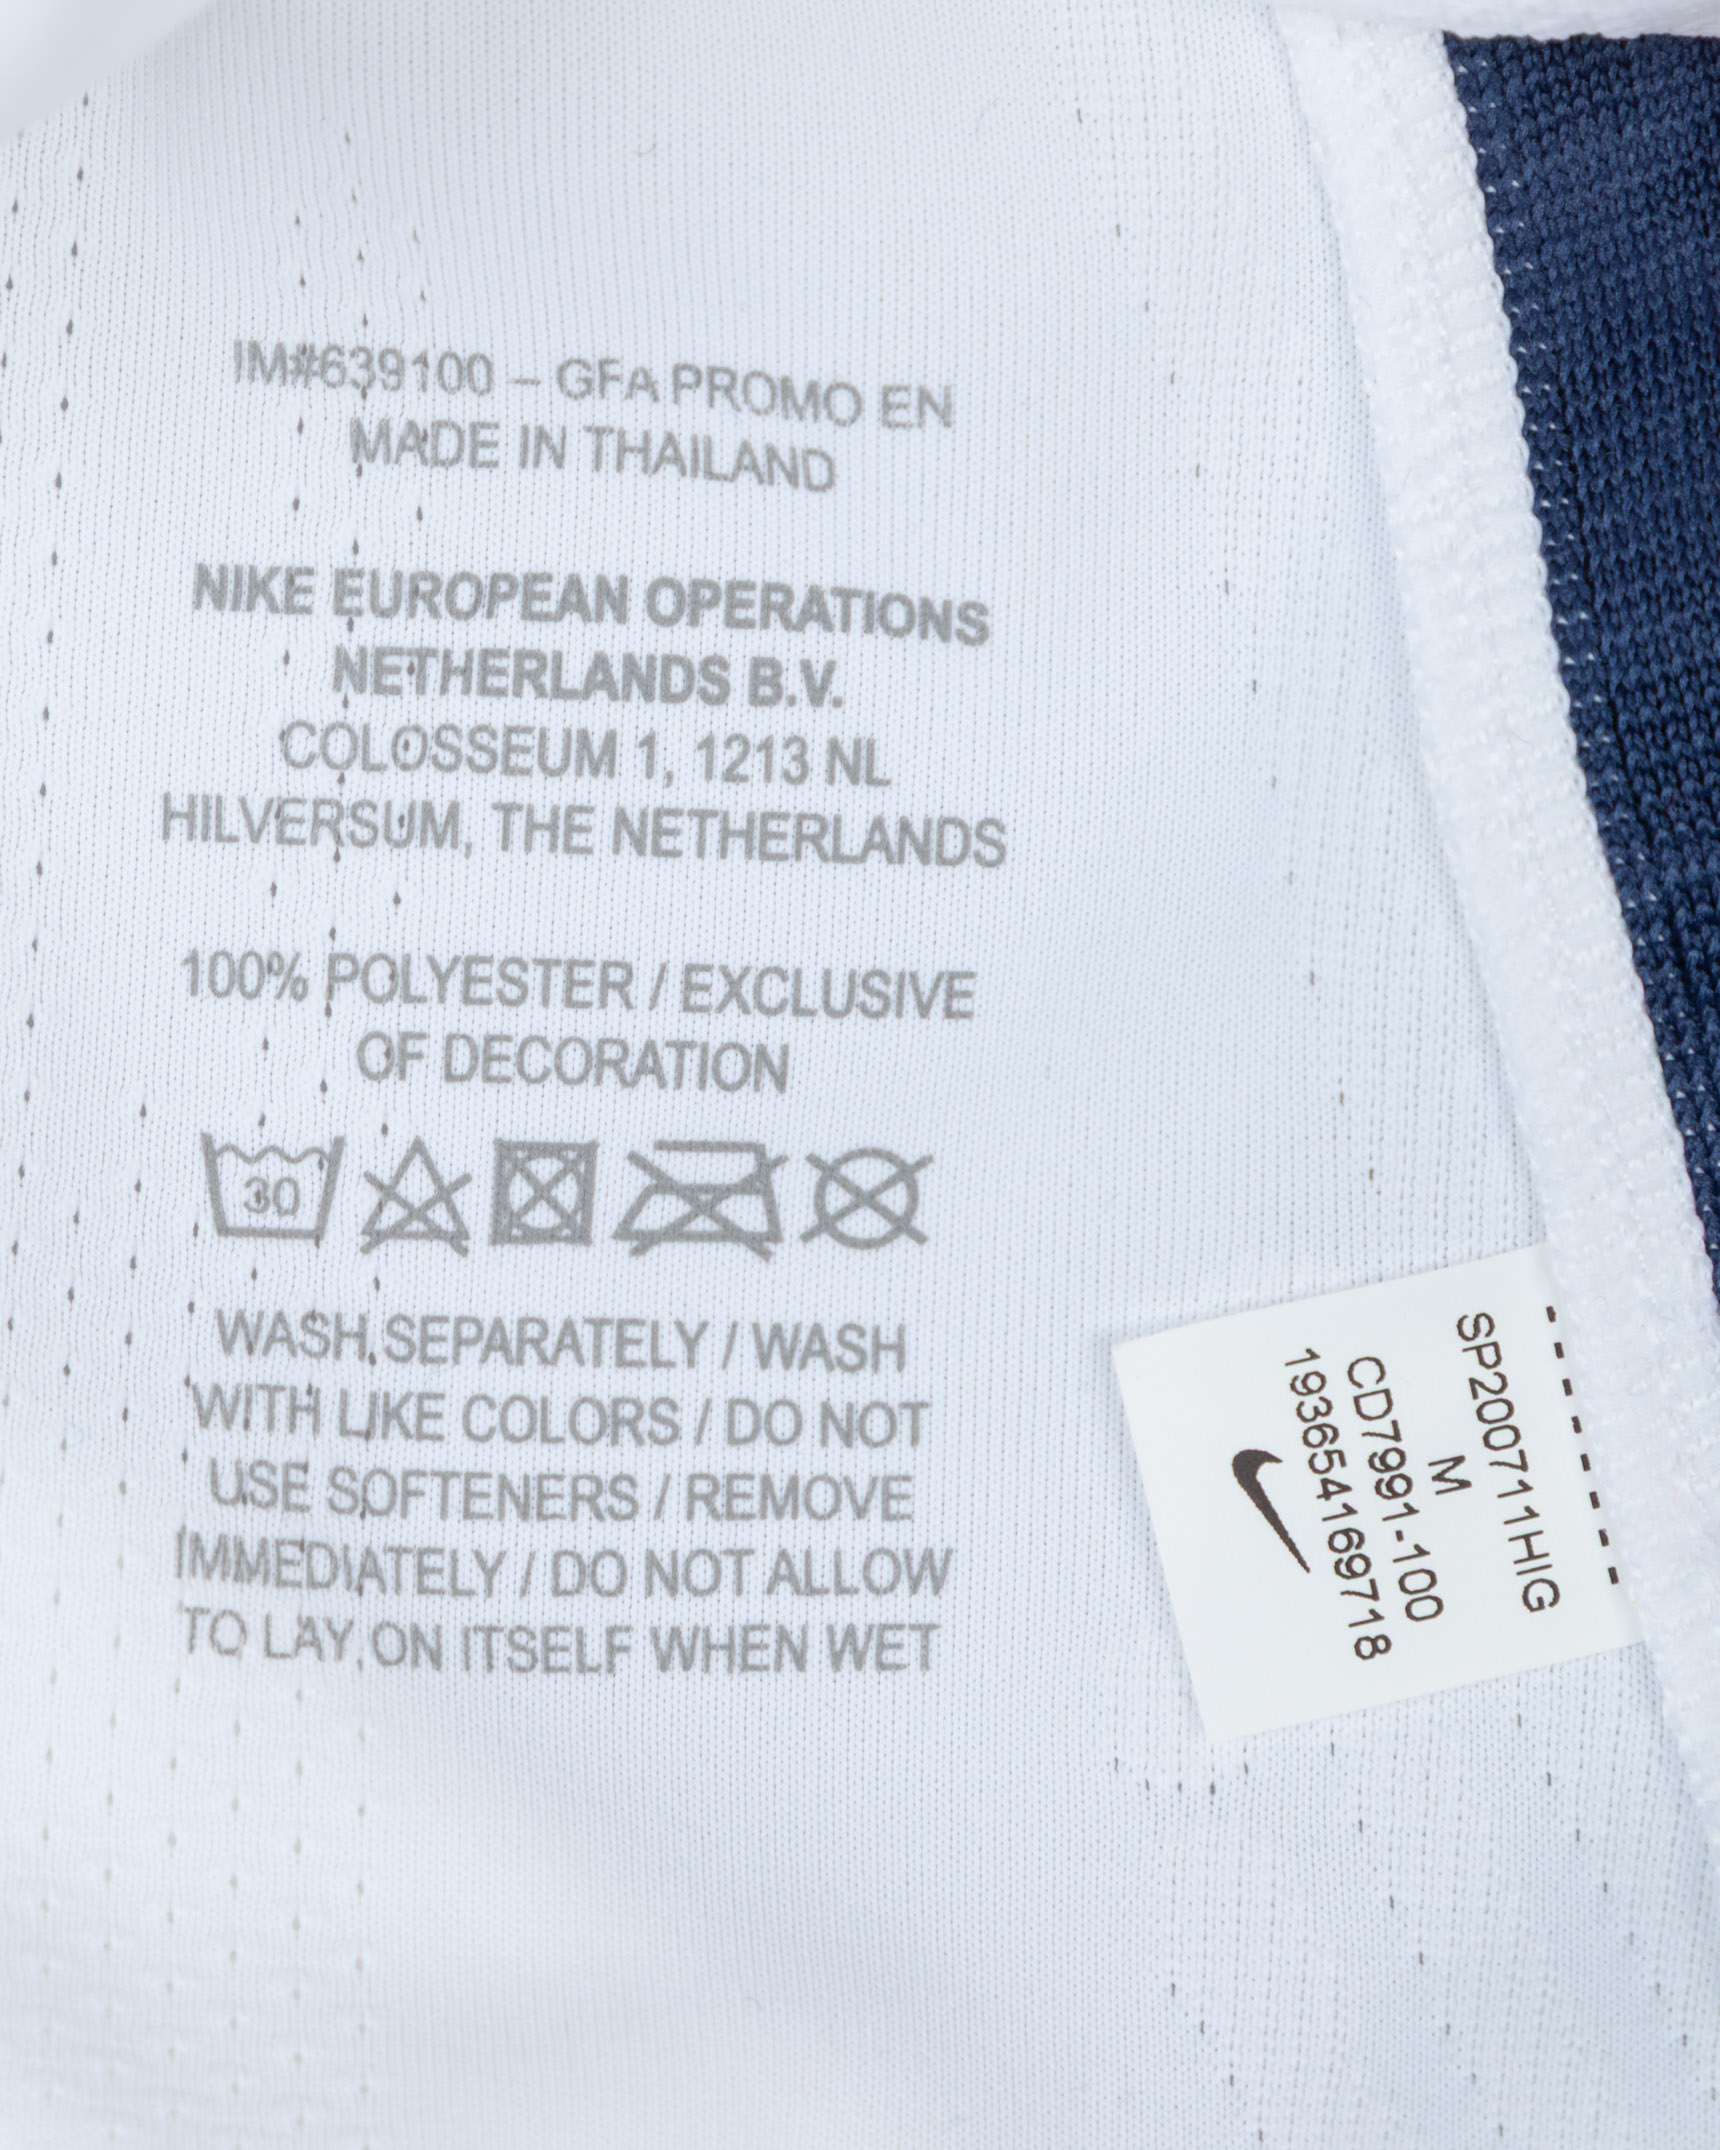 IM#639100 – GFA PROMO EN
MADE IN THAILAND
NIKE EUROPEAN OPERATIONS
NETHERLANDS B.V.
COLOSSEUM 1, 1213 NL
HILVERSUM, THE NETHERLANDS
100% POLYESTER / EXCLUSIVE
OF DECORATION
30
WASH SEPARATELY / WASH
WITH LIKE COLORS / DO NOT
USE SOFTENERS / REMOVE
IMMEDIATELY / DO NOT ALLOW
TO LAY ON ITSELF WHEN WET
SP200711HIG
M
CD7991-100
193654169718